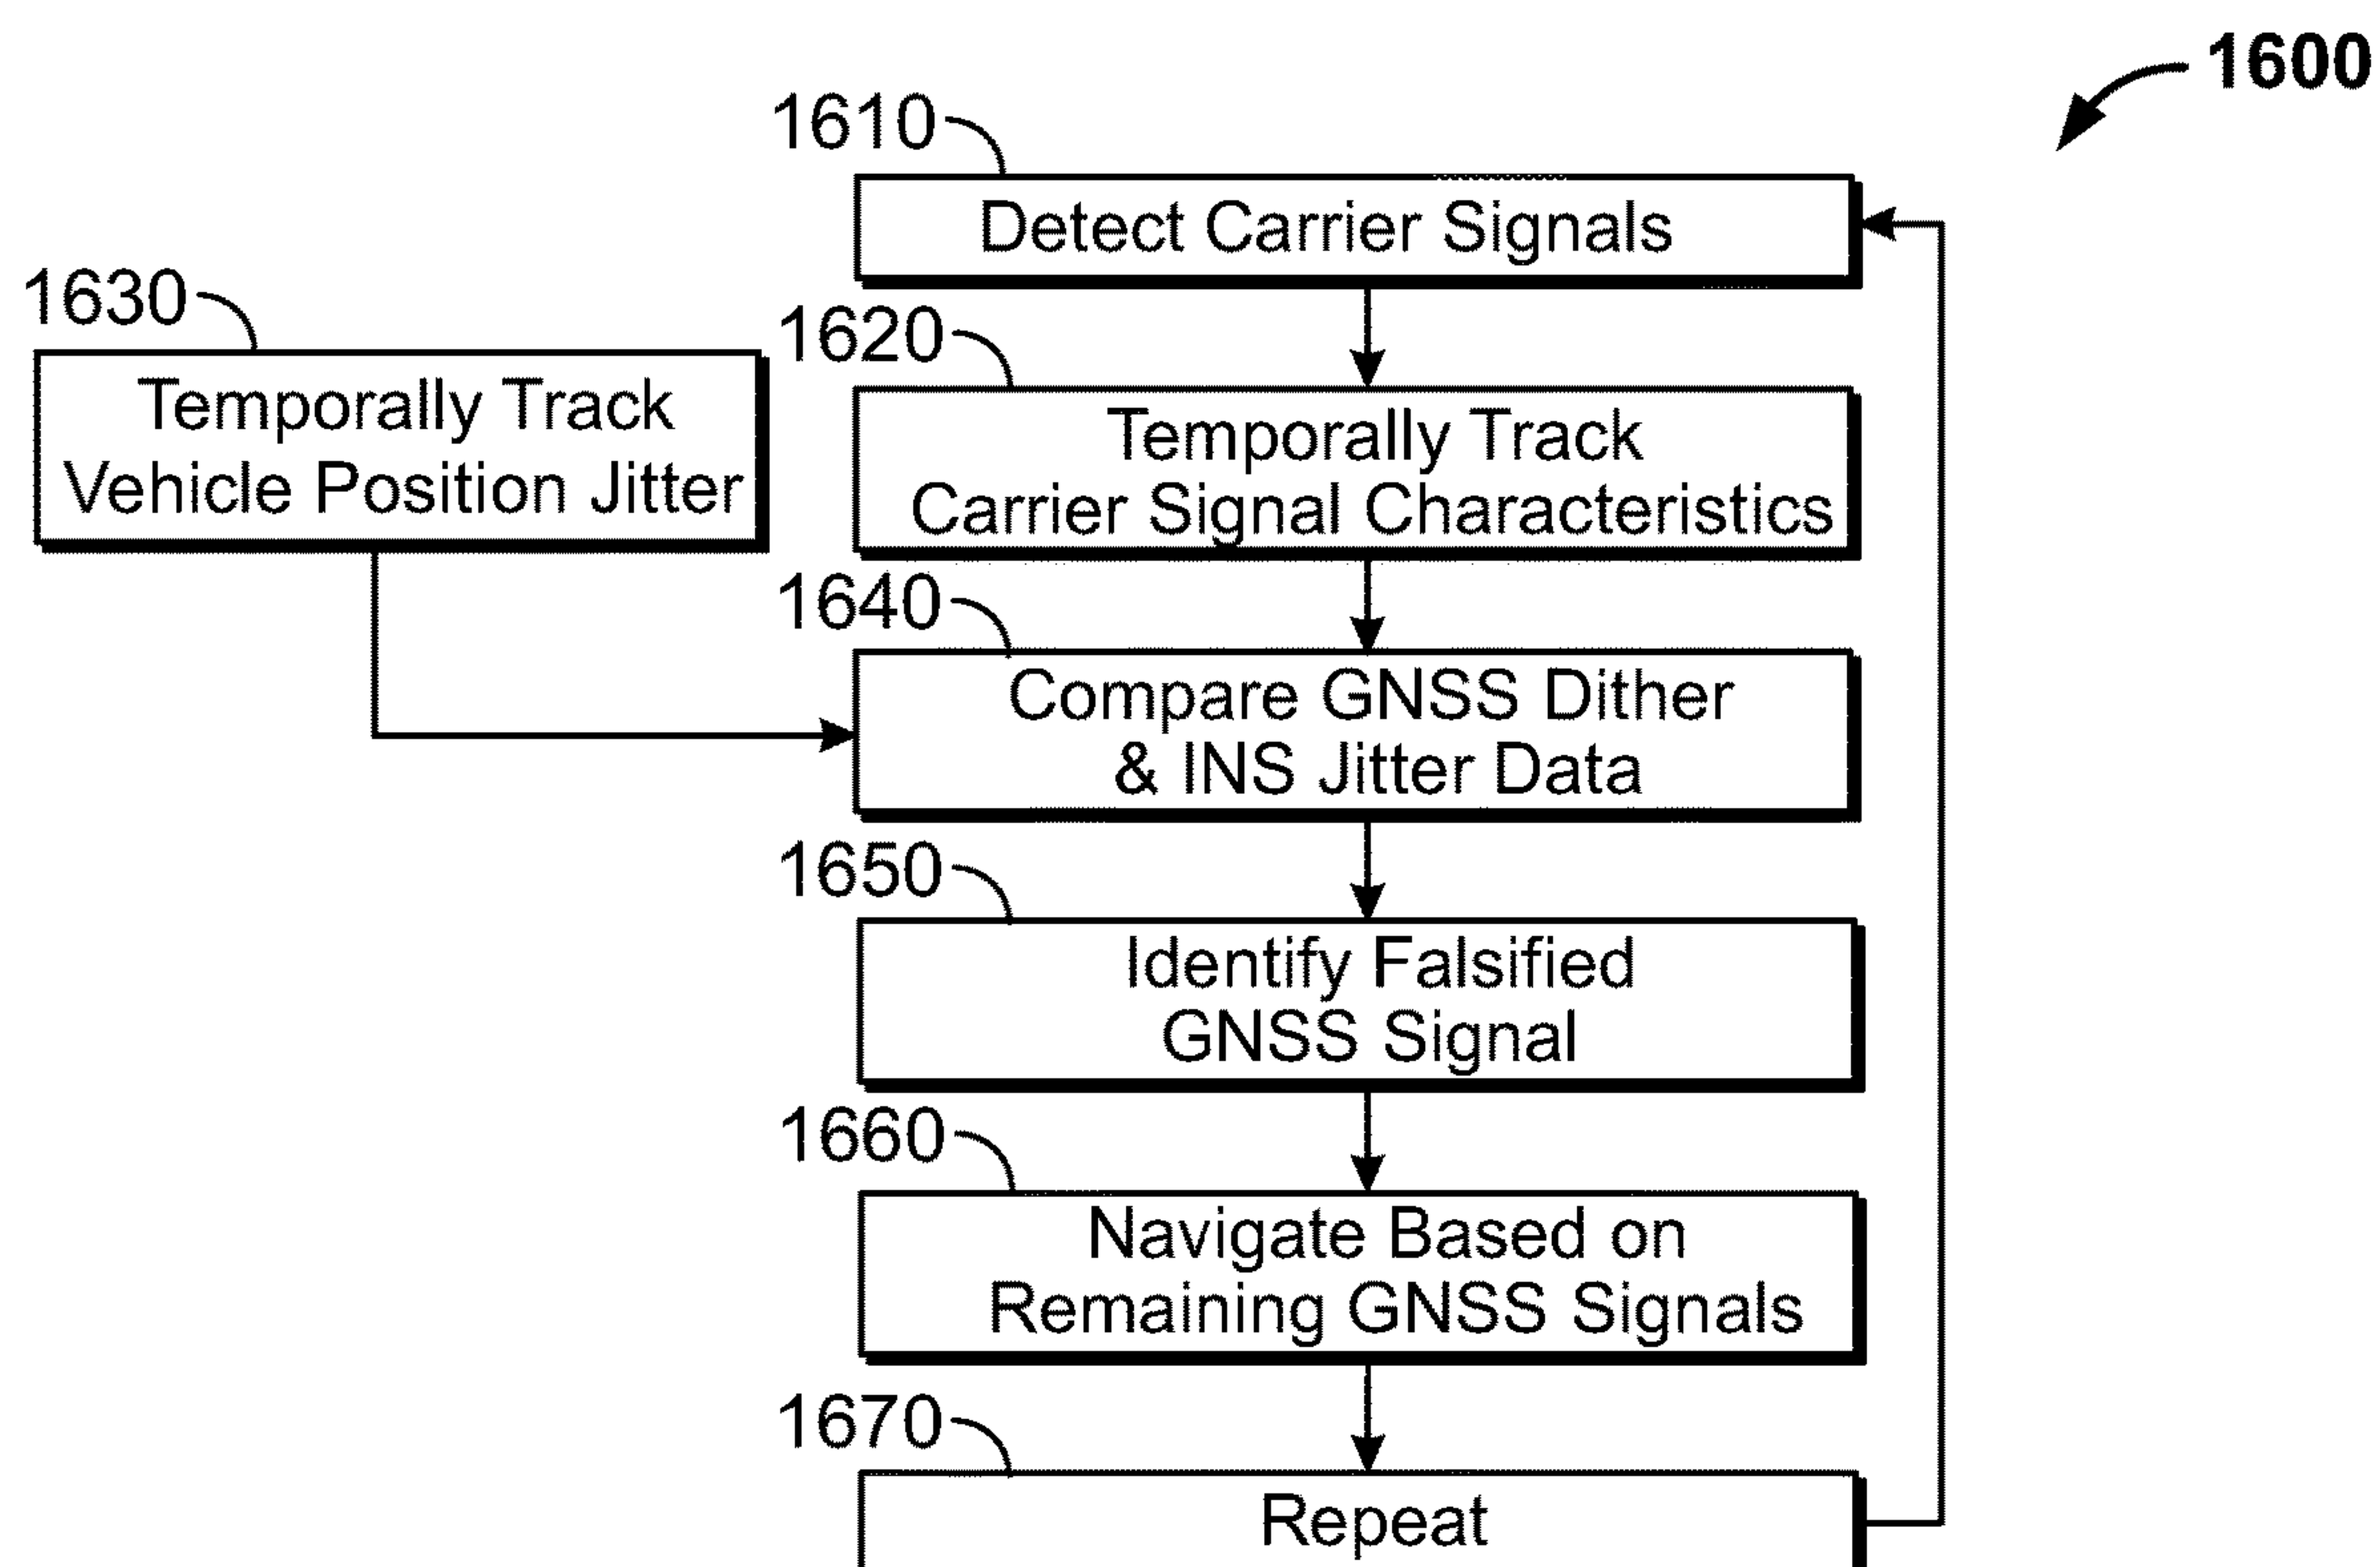 1600
1610
Detect Carrier Signals
1630
Temporally Track
Vehicle Position Jitter
1620
Temporally Track
Carrier Signal Characteristics
1640
Compare GNSS Dither
& INS Jitter Data
1650
Identify Falsified
GNSS Signal
1660
Navigate Based on
Remaining GNSS Signals
1670
Repeat